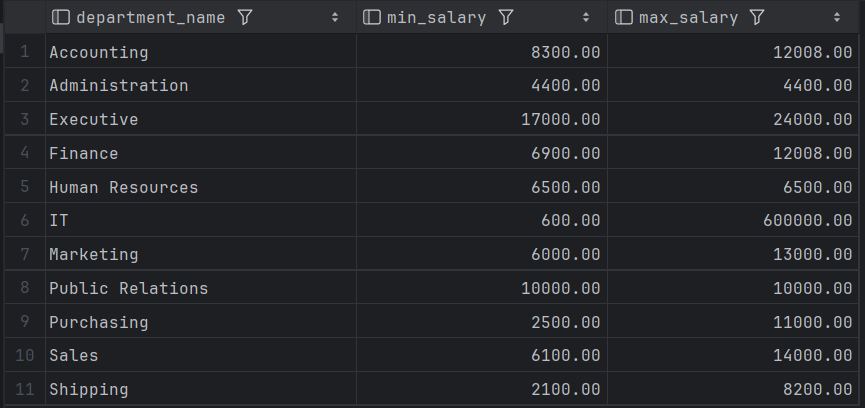 department_name min_salary max_salary
1 Accounting 8300.00 12008.00
2 Administration 4400.00 4400.00
3 Executive 17000.00 24000.00
4 Finance 6900.00 12008.00
5 Human Resources 6500.00 6500.00
6 IT 600.00 600000.00
7 Marketing 6000.00 13000.00
8 Public Relations 10000.00 10000.00
9 Purchasing 2500.00 11000.00
10 Sales 6100.00 14000.00
11 Shipping 2100.00 8200.00